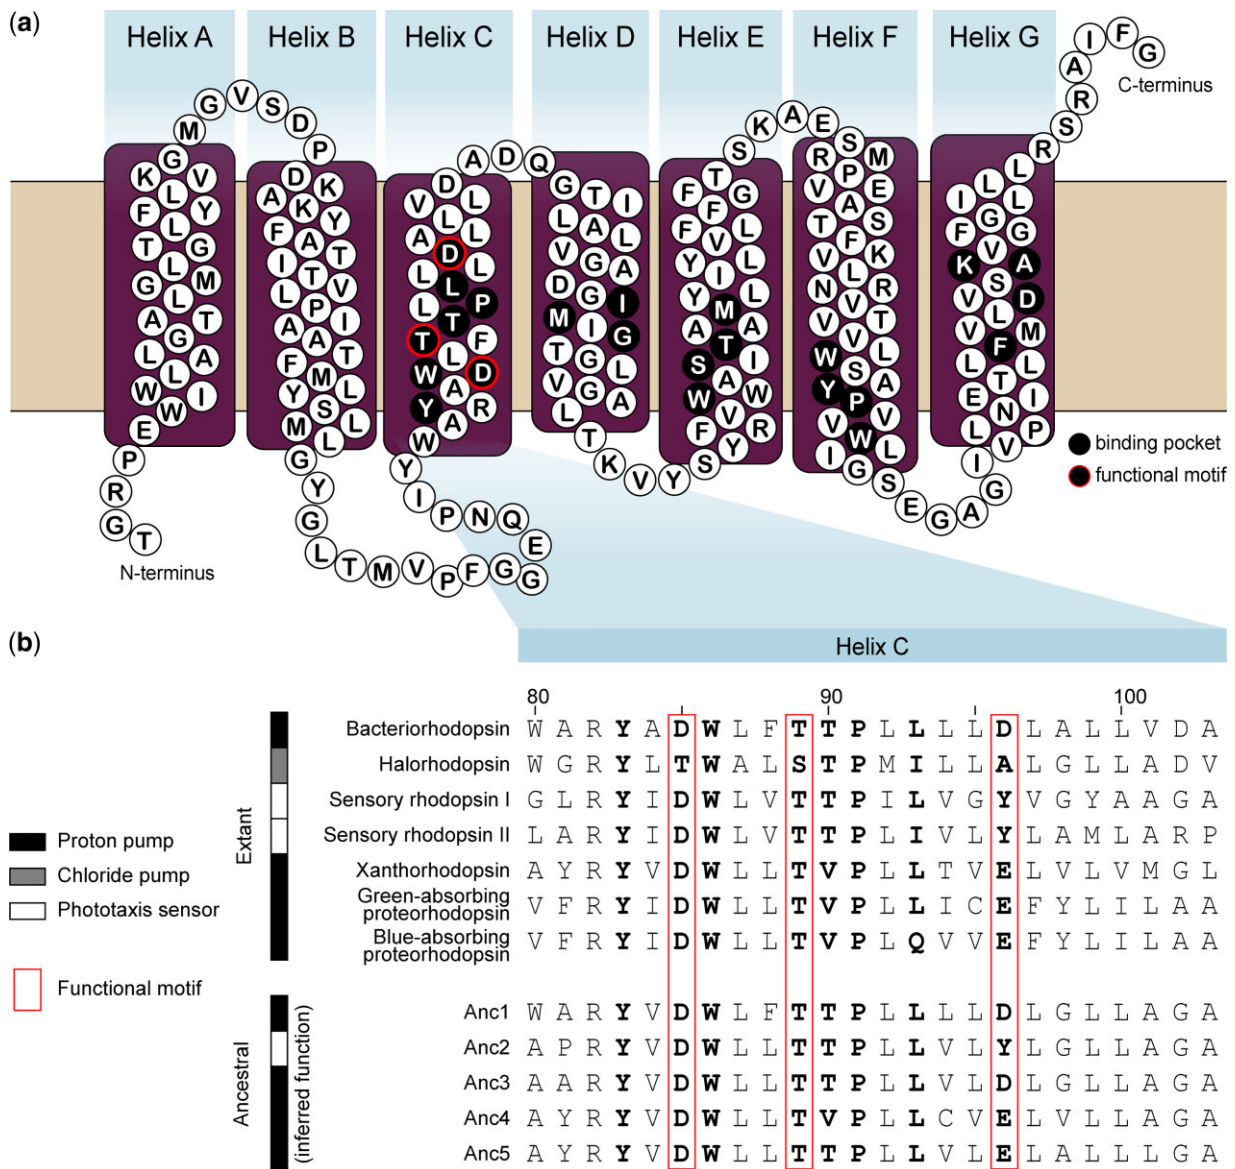 (a)
Helix A Helix B Helix C Helix D Helix E Helix F Helix G
TGRPEWIWLALGTALMGLGTLYFLVKGMGVSDPDAKKFYAITTLVPAIAFTMYLSMLLGYGLTMVPFGGEQNPIYWARYADWLFTTPLLLLDLALLVDADQGTILALVGADGIMIGTGLVGALTKVYSYRFVWWAISTAAMLYILYVLFFGFTSKAESMRPEVASTFKVLRNVTVVLWSAYPVVWLIGSEGAGIVPLNIETLLFMVLDVSAKVGFGLILLRSRAIFG
N-terminus
C-terminus
binding pocket
functional motif
(b)
Helix C
80 90 100
Bacteriorhodopsin W A R Y A D W L F T T P L L L L D L A L L V D A
Halorhodopsin W G R Y L T W A L S T P M I L L A L G L L A D V
Sensory rhodopsin I G L R Y I D W L V T T P I L V G Y V G Y A A G A
Sensory rhodopsin II L A R Y I D W L V T T P L I V L Y L A M L A R P
Xanthorhodopsin A Y R Y V D W L L T V P L L T V E L V L V M G L
Green-absorbing proteorhodopsin V F R Y I D W L L T V P L L I C E F Y L I L A A
Blue-absorbing proteorhodopsin V F R Y I D W L L T V P L Q V V E F Y L I L A A
Anc1 W A R Y V D W L F T T P L L L L D L G L L A G A
Anc2 A P R Y V D W L L T T P L L V L Y L G L L A G A
Anc3 A A R Y V D W L L T T P L L V L D L G L L A G A
Anc4 A Y R Y V D W L L T V P L L C V E L V L L A G A
Anc5 A Y R Y V D W L L T T P L L V L E L A L L L G A
Extant
Ancestral
(inferred function)
Proton pump
Chloride pump
Phototaxis sensor
Functional motif